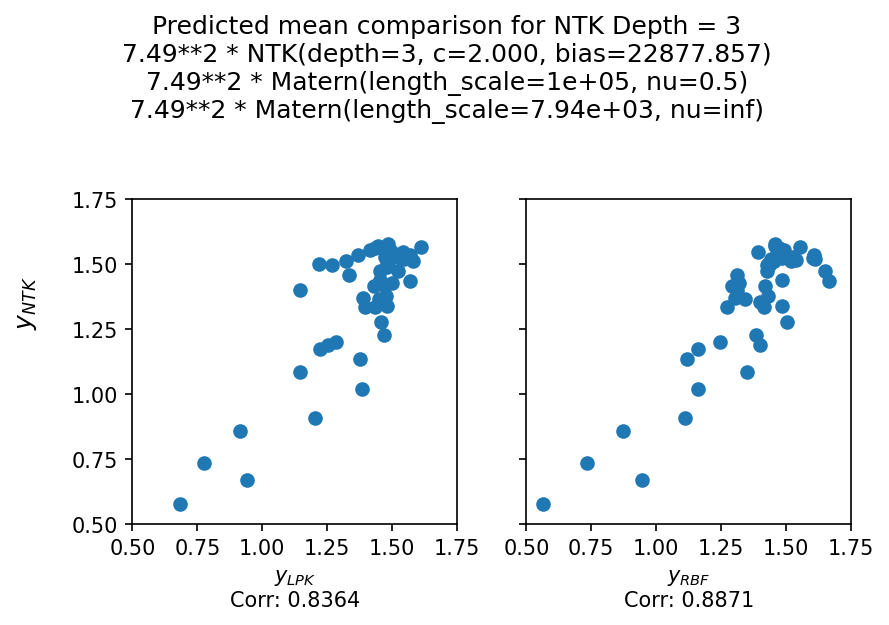 Predicted mean comparison for NTK Depth = 3
7.49**2 * NTK(depth=3, c=2.000, bias=22877.857)
7.49**2 * Matern(length_scale=1e+05, nu=0.5)
7.49**2 * Matern(length_scale=7.94e+03, nu=inf)
1.75
1.50
1.25
1.00
0.75
0.50
y_NTK
0.50 0.75 1.00 1.25 1.50 1.75
0.50 0.75 1.00 1.25 1.50 1.75
y_LPK
Corr: 0.8364
y_RBF
Corr: 0.8871